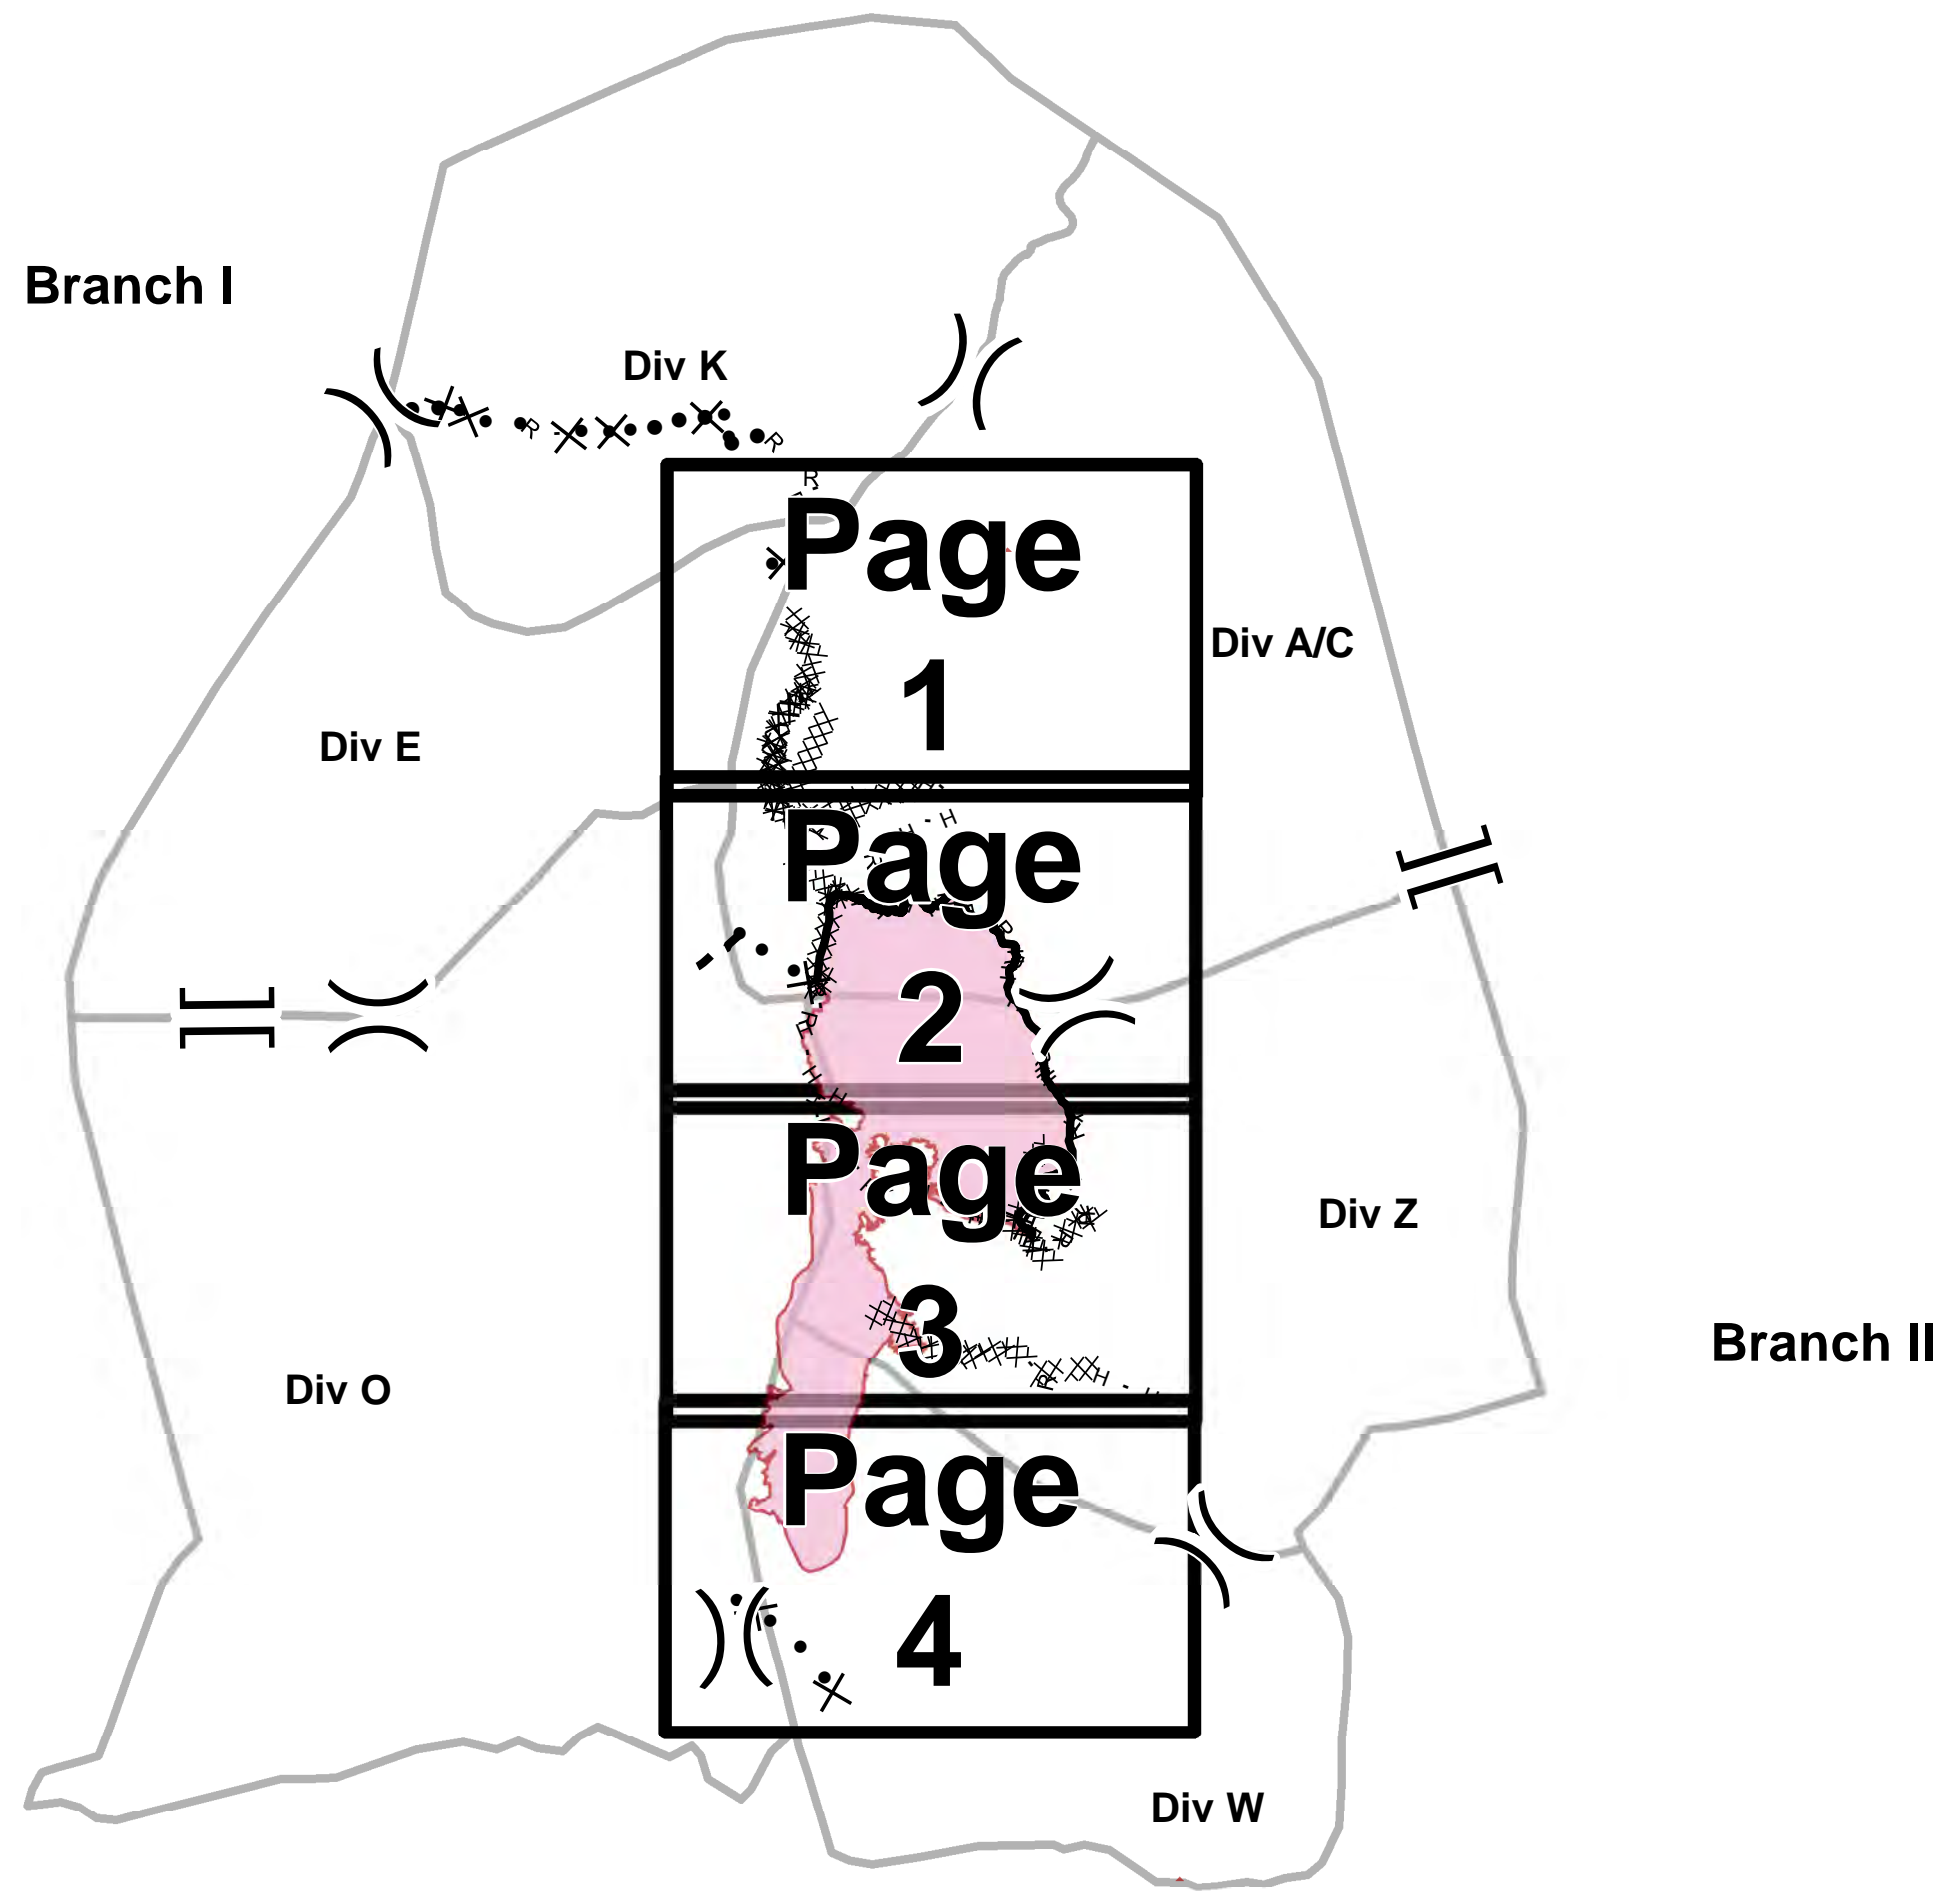 Branch I
Div K
R
R
R
Page
1
Div A/C
Div E
Page
2
H - H
R
R
H
H
Page
3
Div Z
R
R
R
H - H
Branch II
Div O
Page
4
Div W